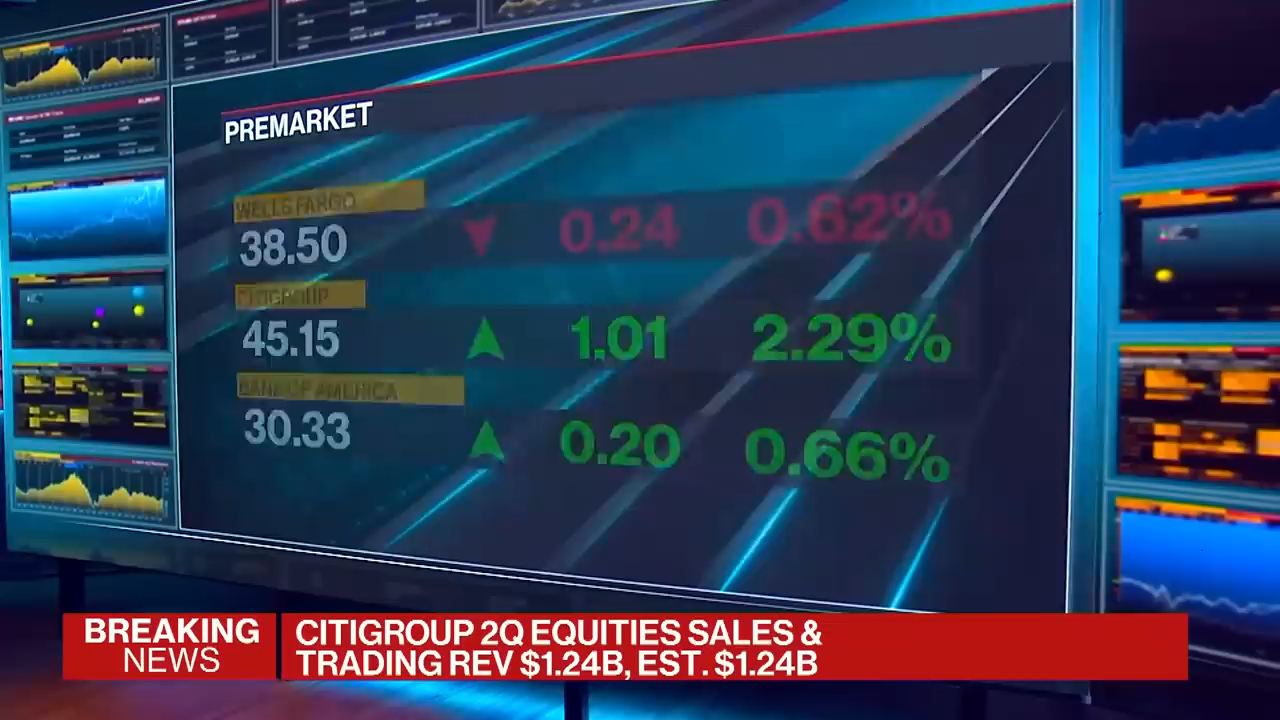 PREMARKET
WELLS FARGO
38.50 ▼ 0.24 0.62%
CITIGROUP
45.15 ▲ 1.01 2.29%
BANK OF AMERICA
30.33 ▲ 0.20 0.66%
BREAKING
NEWS
CITIGROUP 2Q EQUITIES SALES &
TRADING REV $1.24B, EST. $1.24B